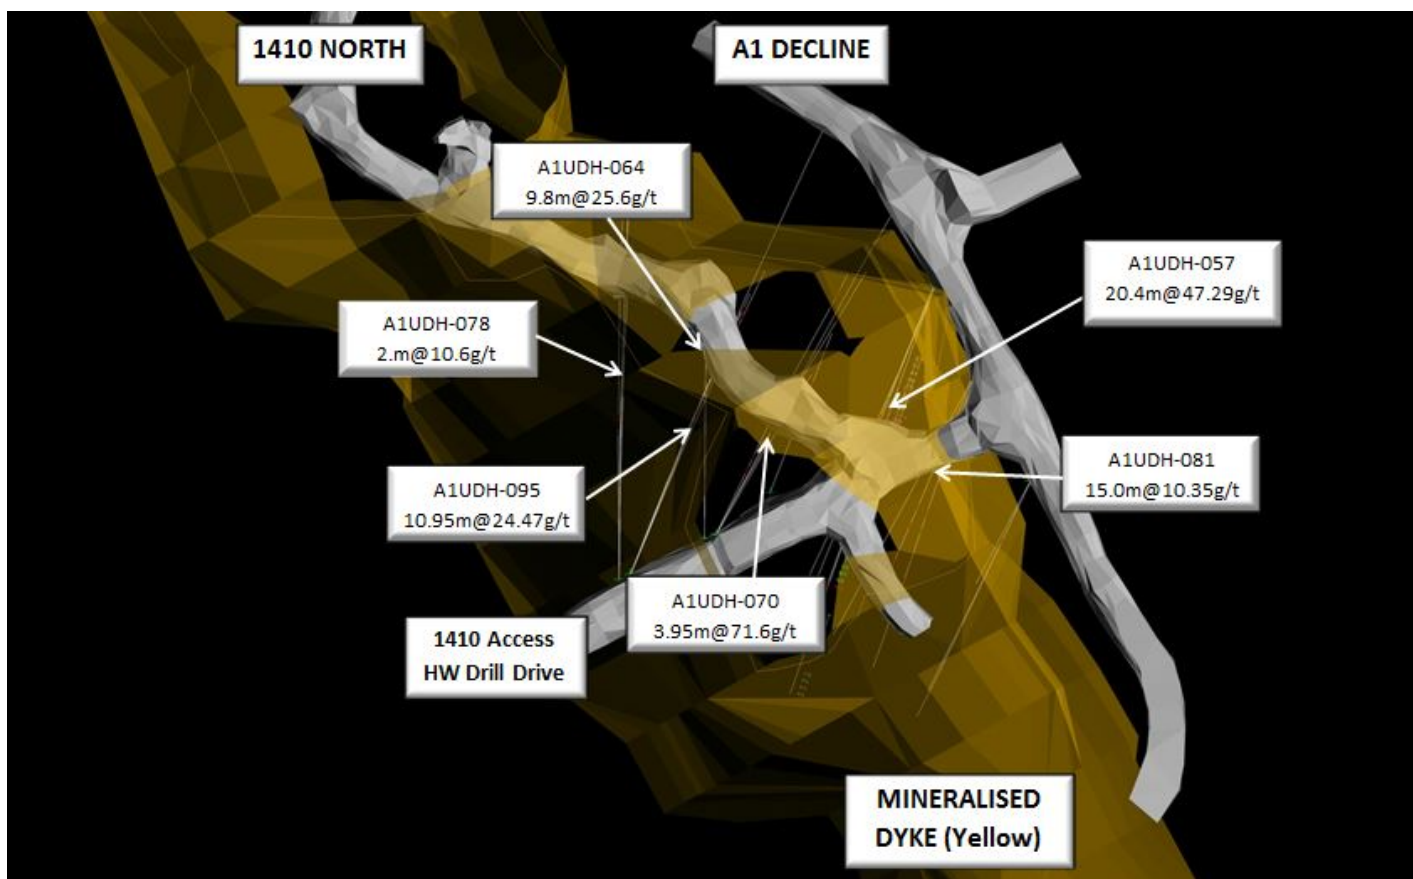 1410 NORTH
A1 DECLINE
A1UDH-064
9.8m@25.6g/t
A1UDH-057
20.4m@47.29g/t
A1UDH-078
2.m@10.6g/t
A1UDH-095
10.95m@24.47g/t
A1UDH-081
15.0m@10.35g/t
A1UDH-070
3.95m@71.6g/t
1410 Access
HW Drill Drive
MINERALISED
DYKE (Yellow)